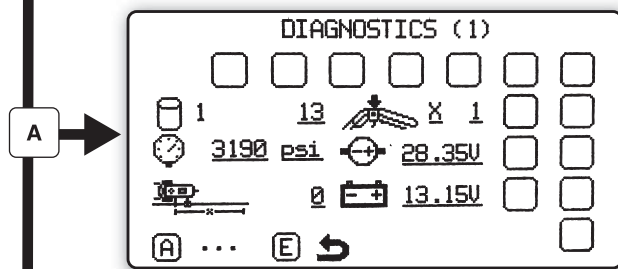 DIAGNOSTICS (1)
A
1 13 X 1
3190 psi 28.35V
0 13.15V
A ... E